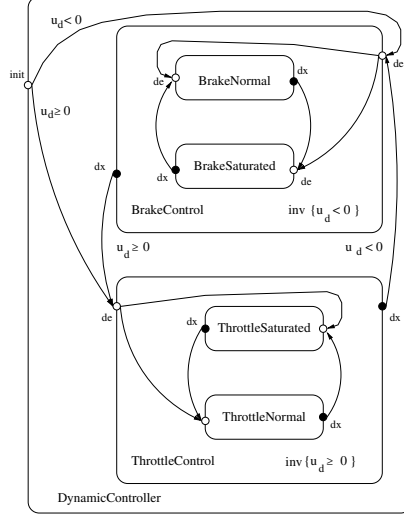 u_d < 0
de
init
de
BrakeNormal
dx
u_d ≥ 0
dx
BrakeSaturated
dx
de
BrakeControl
inv {u_d < 0 }
u_d ≥ 0
u_d < 0
de
dx
dx
ThrottleSaturated
ThrottleNormal
dx
ThrottleControl
inv{u_d ≥ 0 }
DynamicController